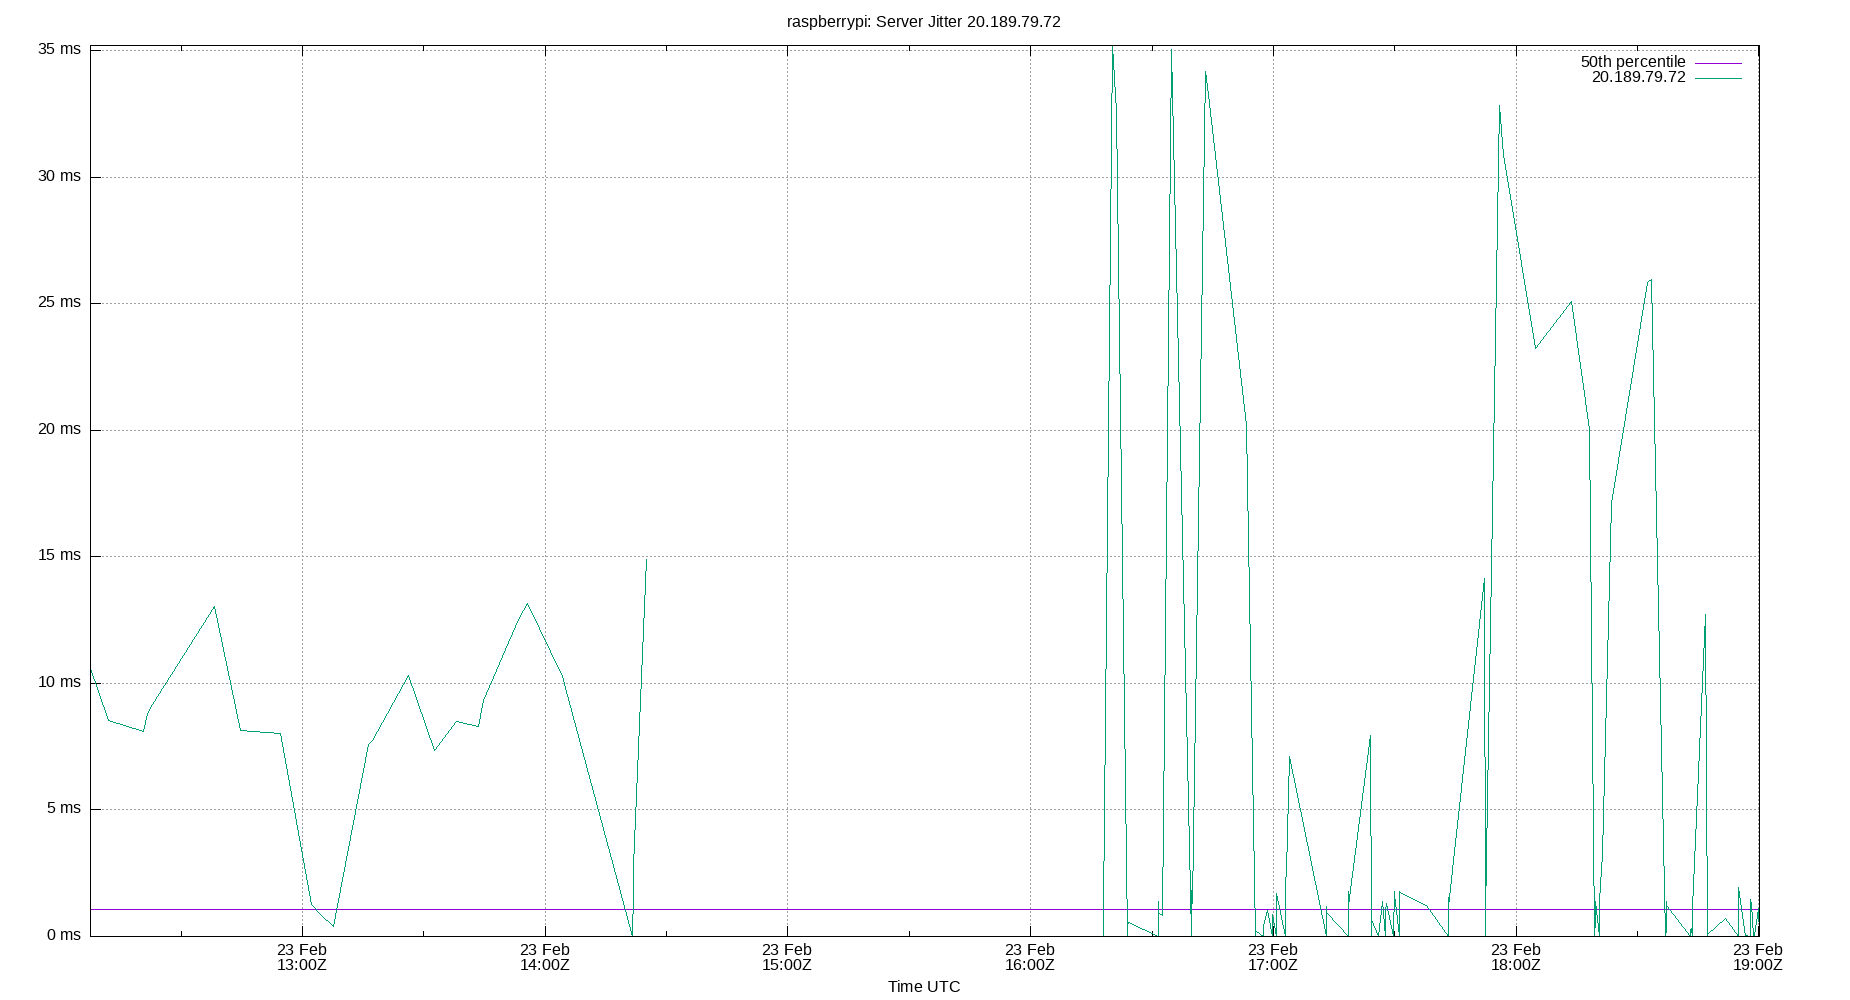 raspberrypi: Server Jitter 20.189.79.72
35 ms
50th percentile
20.189.79.72
30 ms
25 ms
20 ms
15 ms
10 ms
5 ms
0 ms
23 Feb 23 Feb 23 Feb 23 Feb 23 Feb 23 Feb 23 Feb
13:00Z 14:00Z 15:00Z 16:00Z 17:00Z 18:00Z 19:00Z
Time UTC